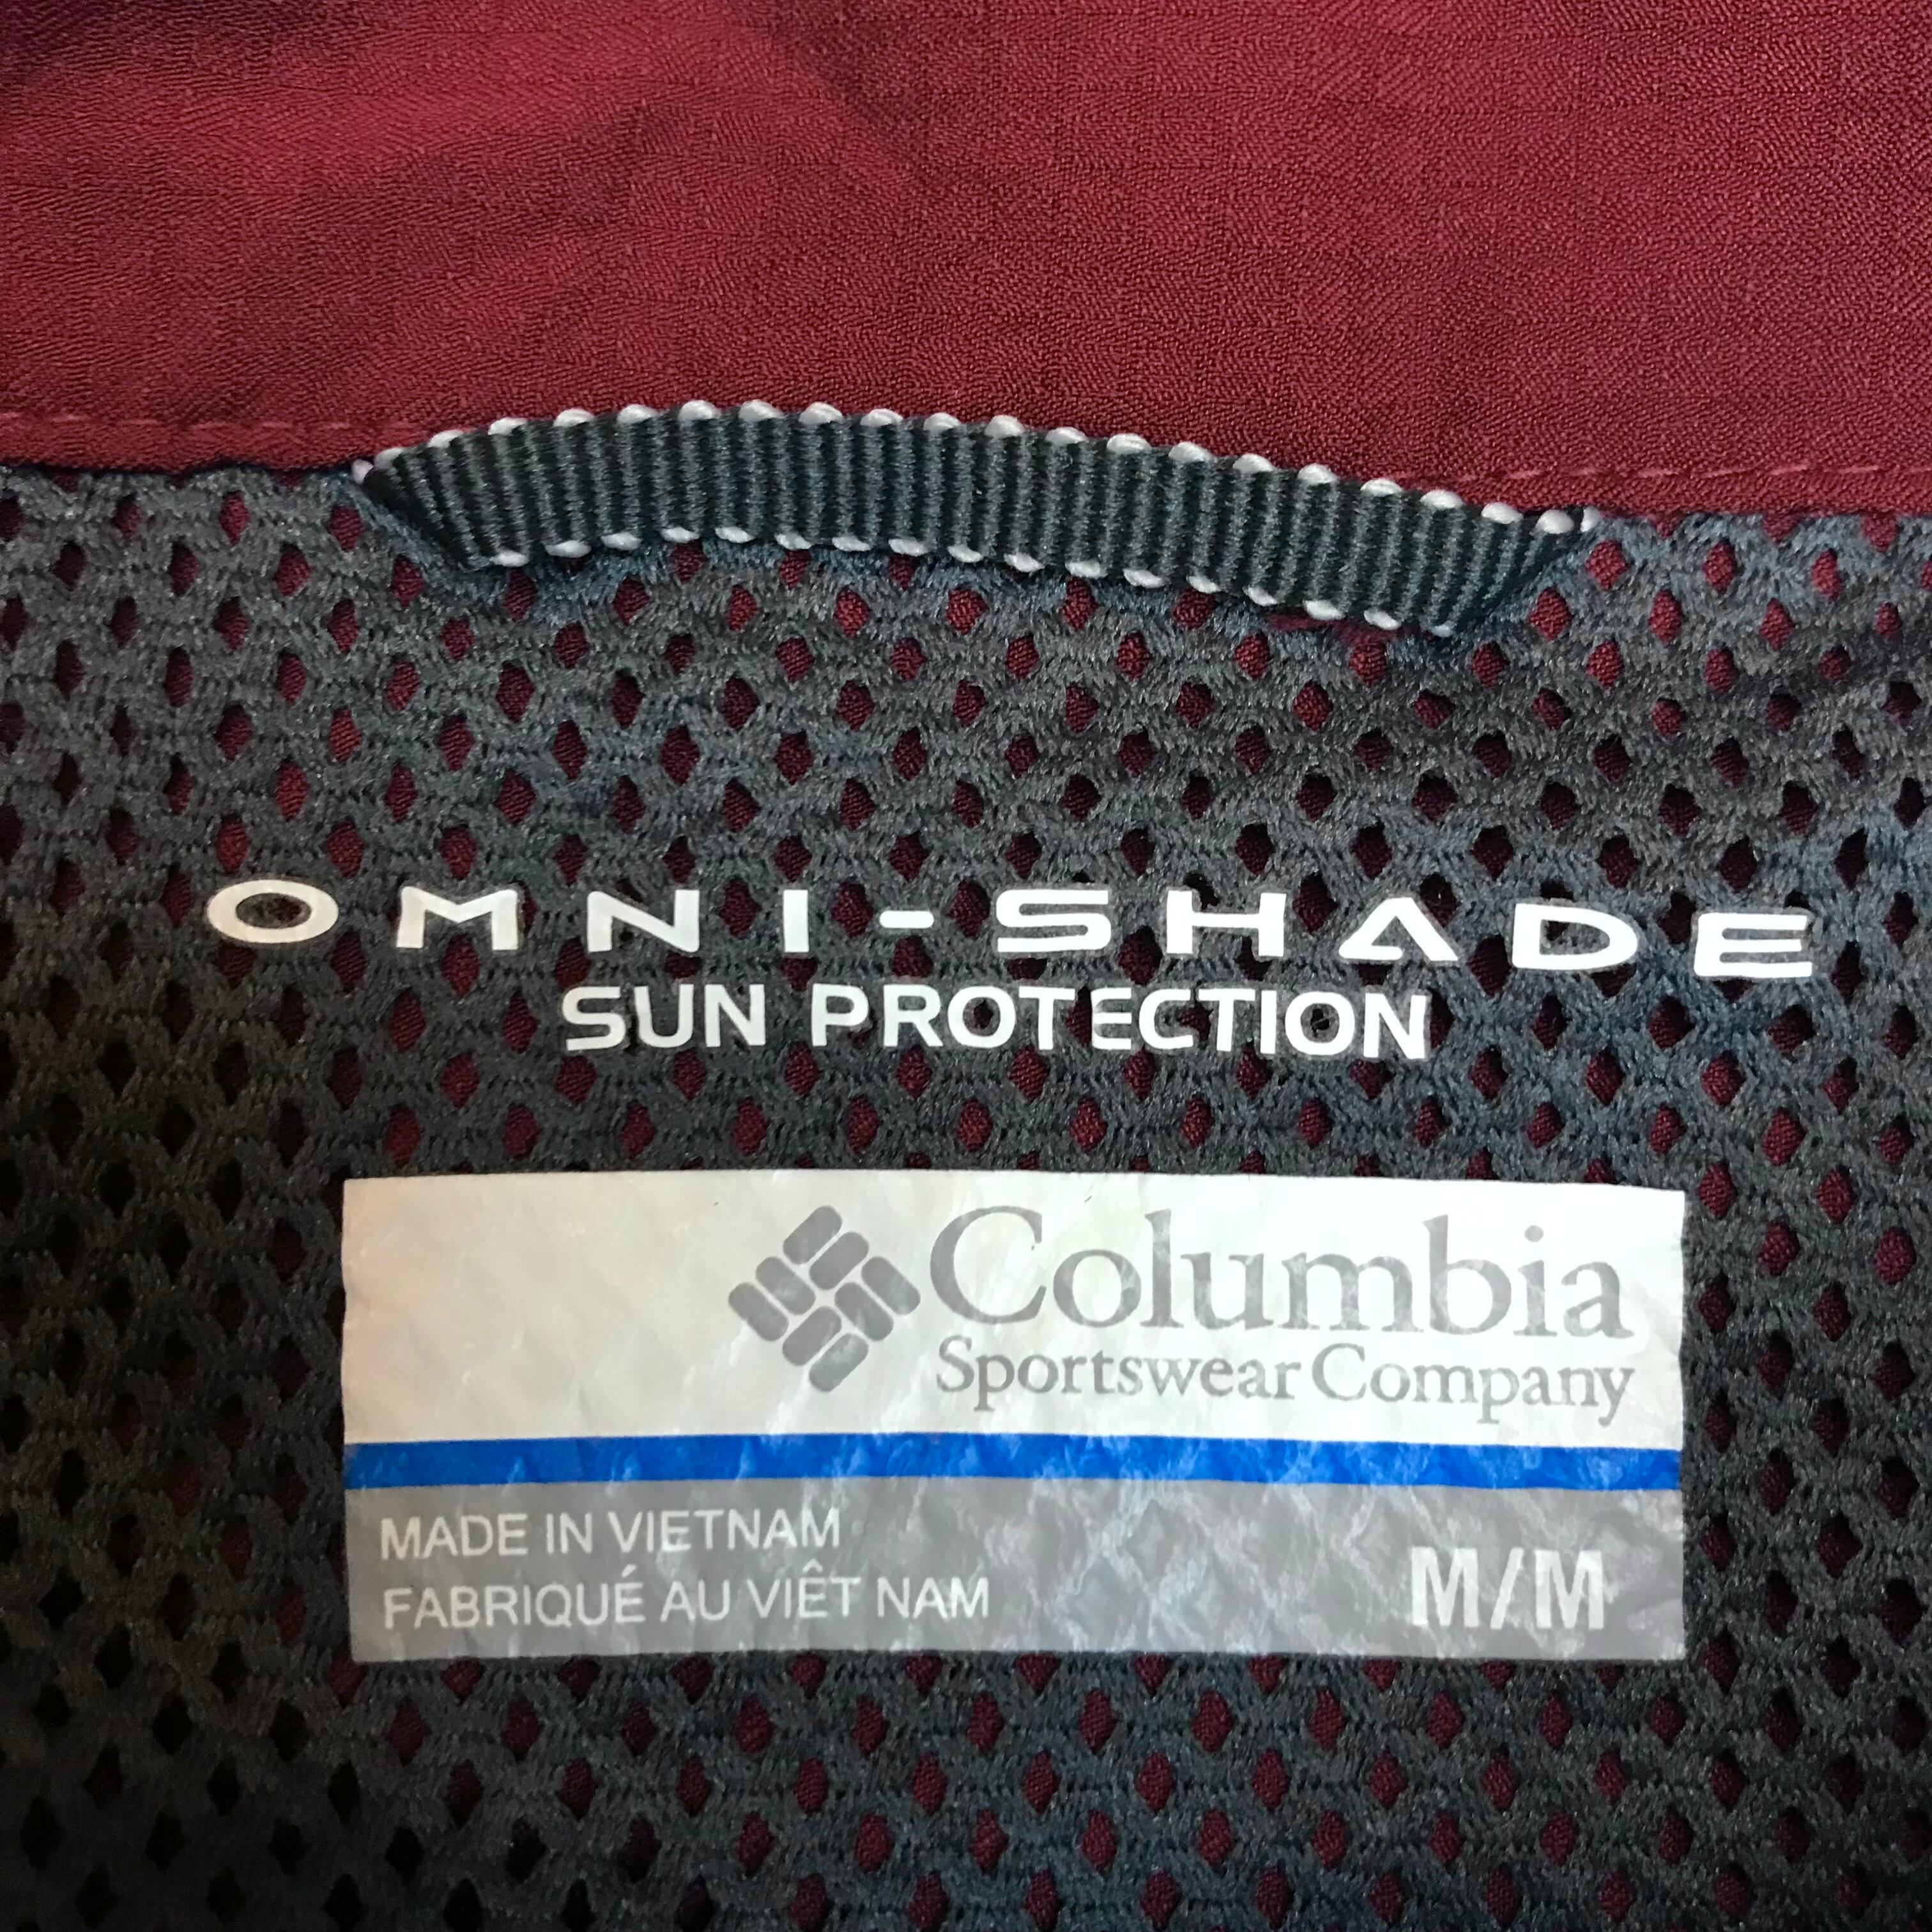 OMNI-SHADE
SUN PROTECTION
Columbia
Sportswear Company
MADE IN VIETNAM
FABRIQUÉ AU VIÊT NAM
M/M